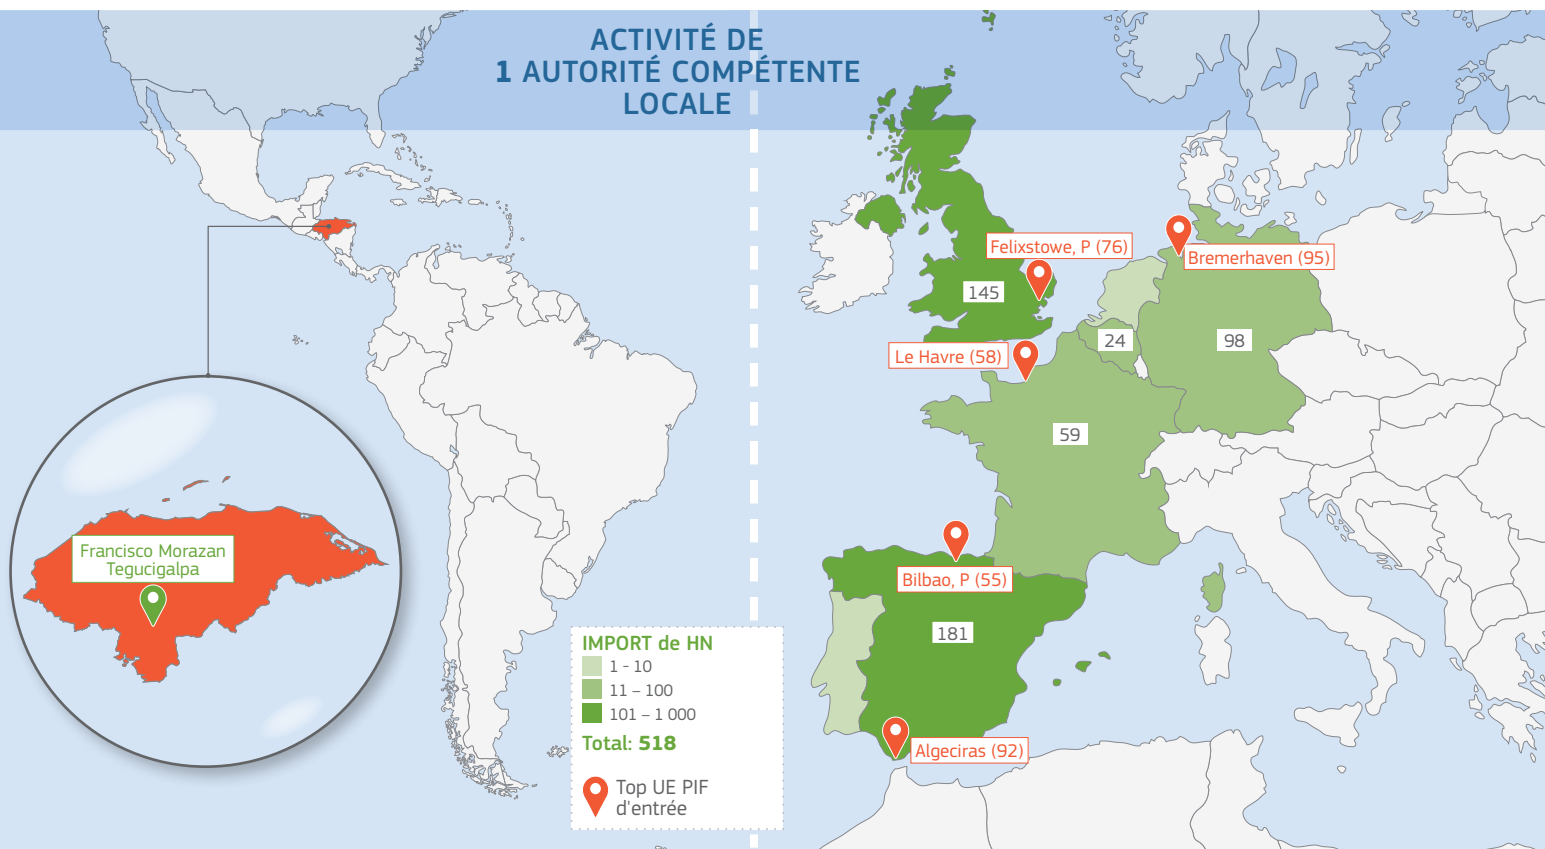 ACTIVITÉ DE
1 AUTORITÉ COMPÉTENTE
LOCALE
Felixstowe, P (76)
Bremerhaven (95)
145
24
98
Le Havre (58)
59
Francisco Morazan
Tegucigalpa
Bilbao, P (55)
181
Algeciras (92)
IMPORT de HN
1 - 10
11 – 100
101 – 1 000
Total: 518
Top UE PIF
d'entrée